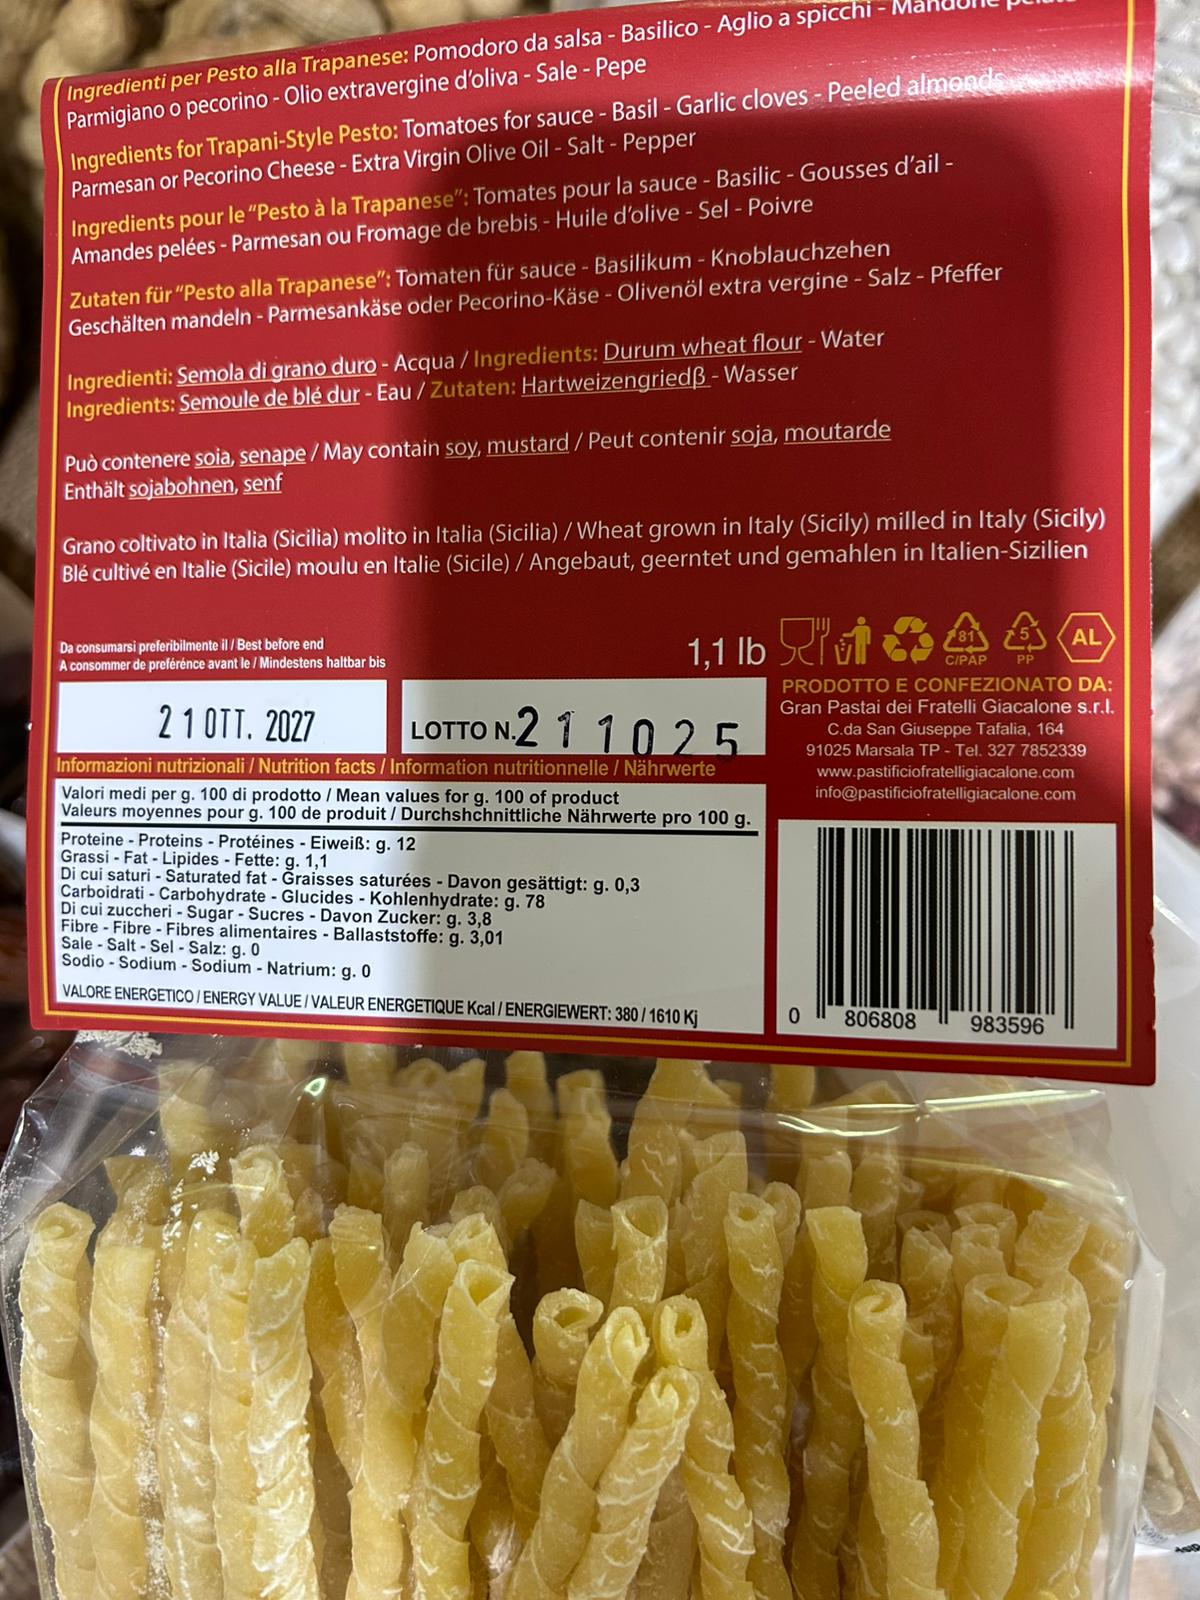 Ingredienti per Pesto alla Trapanese: Pomodoro da salsa - Basilico - Aglio a spicchi - Mandorle
Parmigiano o pecorino - Olio extravergine d'oliva - Sale - Pepe
Ingredients for Trapani-Style Pesto: Tomatoes for sauce - Basil - Garlic cloves - Peeled almonds
Parmesan or Pecorino Cheese - Extra Virgin Olive Oil - Salt - Pepper
Ingredients pour le "Pesto à la Trapanese": Tomates pour la sauce - Basilic - Gousses d'ail -
Amandes pelées - Parmesan ou Fromage de brebis - Huile d'olive - Sel - Poivre
Zutaten für "Pesto alla Trapanese": Tomaten für sauce - Basilikum - Knoblauchzehen
Geschälten mandeln - Parmesankäse oder Pecorino-Käse - Olivenöl extra vergine - Salz - Pfeffer
Ingredienti: Semola di grano duro - Acqua / Ingredients: Durum wheat flour - Water
Ingredients: Semoule de blé dur - Eau / Zutaten: Hartweizengriedß - Wasser
Può contenere soia, senape / May contain soy, mustard / Peut contenir soja, moutarde
Enthält sojabohnen, senf
Grano coltivato in Italia (Sicilia) molito in Italia (Sicilia) / Wheat grown in Italy (Sicily) milled in Italy (Sicily)
Blé cultivé en Italie (Sicile) moulu en Italie (Sicile) / Angebaut, geerntet und gemahlen in Italien-Sizilien
Da consumarsi preferibilmente il / Best before end
A consommer de preférénce avant le / Mindestens haltbar bis
21 OTT. 2027
LOTTO N. 211025
1,1 lb
81
C/PAP
5
PP
AL
PRODOTTO E CONFEZIONATO DA:
Gran Pastai dei Fratelli Giacalone s.r.l.
C.da San Giuseppe Tafalia, 164
91025 Marsala TP - Tel. 327 7852339
www.pastificiofratelligiacalone.com
info@pastificiofratelligiacalone.com
Informazioni nutrizionali / Nutrition facts / Information nutritionnelle / Nährwerte
Valori medi per g. 100 di prodotto / Mean values for g. 100 of product
Valeurs moyennes pour g. 100 de produit / Durchshchnittliche Nährwerte pro 100 g.
Proteine - Proteins - Protéines - Eiweiß: g. 12
Grassi - Fat - Lipides - Fette: g. 1,1
Di cui saturi - Saturated fat - Graisses saturées - Davon gesättigt: g. 0,3
Carboidrati - Carbohydrate - Glucides - Kohlenhydrate: g. 78
Di cui zuccheri - Sugar - Sucres - Davon Zucker: g. 3,8
Fibre - Fibre - Fibres alimentaires - Ballaststoffe: g. 3,01
Sale - Salt - Sel - Salz: g. 0
Sodio - Sodium - Sodium - Natrium: g. 0
VALORE ENERGETICO / ENERGY VALUE / VALEUR ENERGETIQUE Kcal / ENERGIEWERT: 380 / 1610 Kj
0 806808 983596